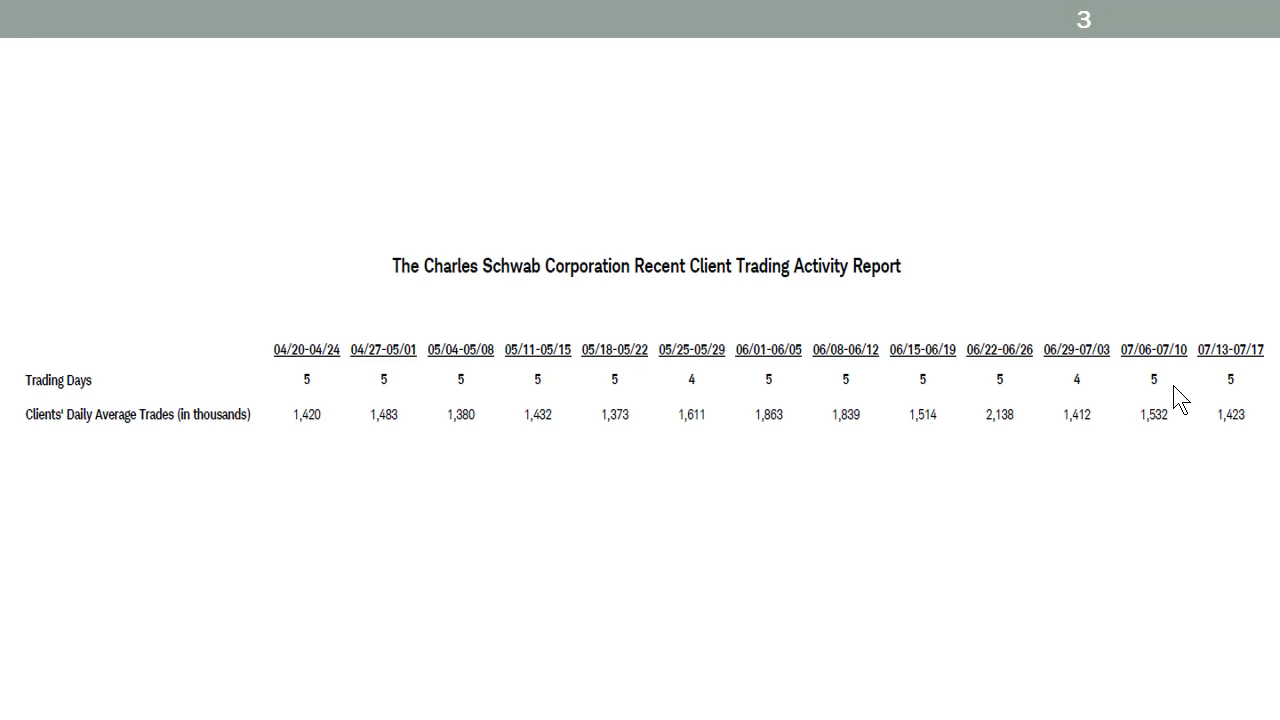 3
The Charles Schwab Corporation Recent Client Trading Activity Report
04/20-04/24 04/27-05/01 05/04-05/08 05/11-05/15 05/18-05/22 05/25-05/29 06/01-06/05 06/08-06/12 06/15-06/19 06/22-06/26 06/29-07/03 07/06-07/10 07/13-07/17
Trading Days 5 5 5 5 5 4 5 5 5 5 4 5 5
Clients' Daily Average Trades (in thousands) 1,420 1,483 1,380 1,432 1,373 1,611 1,863 1,839 1,514 2,138 1,412 1,532 1,423